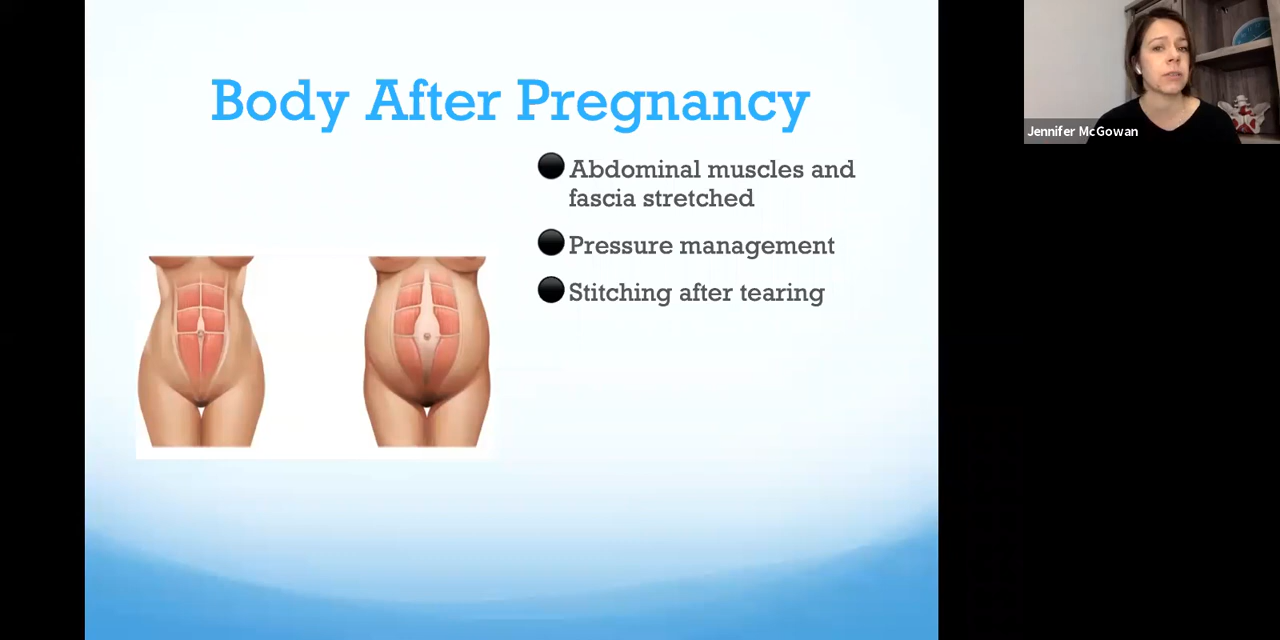 Body After Pregnancy
Abdominal muscles and
fascia stretched
Pressure management
Stitching after tearing
Jennifer McGowan